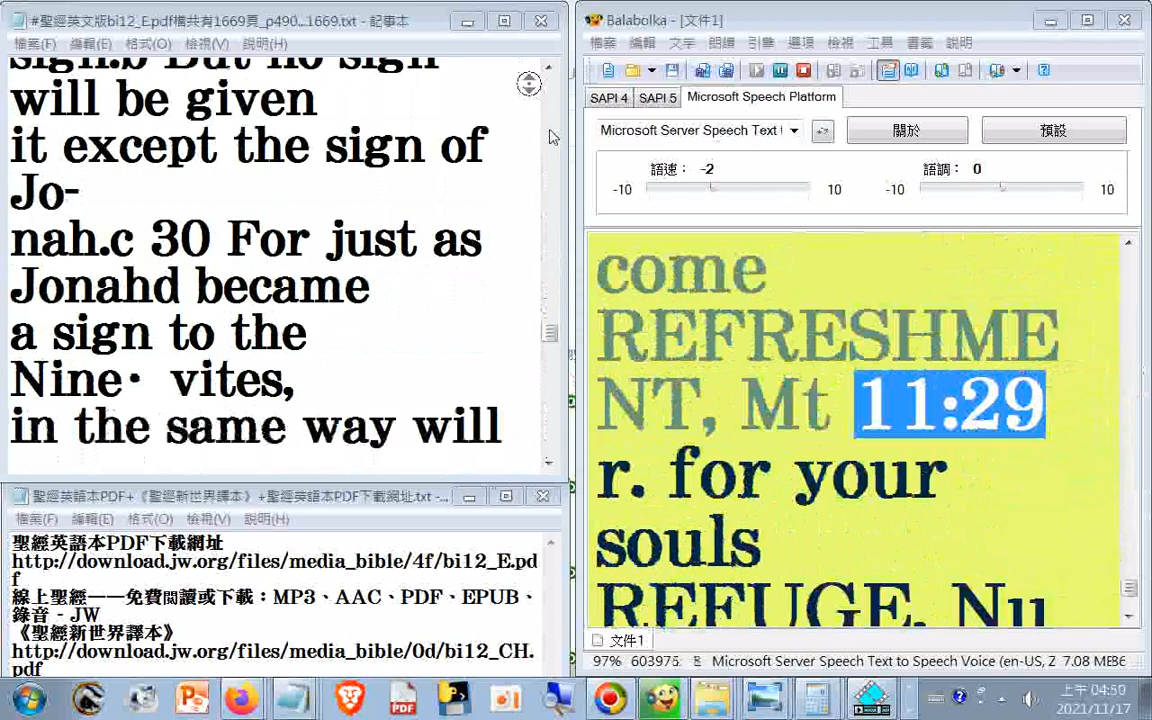 #聖經英文版bi12_E.pdf檔共有1669頁_p490...1669.txt - 記事本
檔案(F) 編輯(E) 格式(O) 檢視(V) 說明(H)
sign.b But no sign
will be given
it except the sign of
Jo-
nah.c 30 For just as
Jonahd became
a sign to the
Nine· vites,
in the same way will
聖經英語本PDF+《聖經新世界譯本》+聖經英語本PDF下載網址.txt - ...
檔案(F) 編輯(E) 格式(O) 檢視(V) 說明(H)
聖經英語本PDF下載網址
http://download.jw.org/files/media_bible/4f/bi12_E.pd
f
線上聖經——免費閱讀或下載：MP3、AAC、PDF、EPUB、
錄音 - JW
《聖經新世界譯本》
http://download.jw.org/files/media_bible/0d/bi12_CH.
pdf
Balabolka - [文件1]
檔案 編輯 文字 朗讀 引擎 選項 檢視 工具 書籤 說明
SAPI 4 SAPI 5 Microsoft Speech Platform
Microsoft Server Speech Text 關於 預設
語速： -2 語調： 0
-10 10 -10 10
come
REFRESHME
NT, Mt 11:29
r. for your
souls
REFUGE, Nu
文件1
97% 603975 Microsoft Server Speech Text to Speech Voice (en-US, Z 7.08 МБ
PDF
上午 04:59
2021/11/17